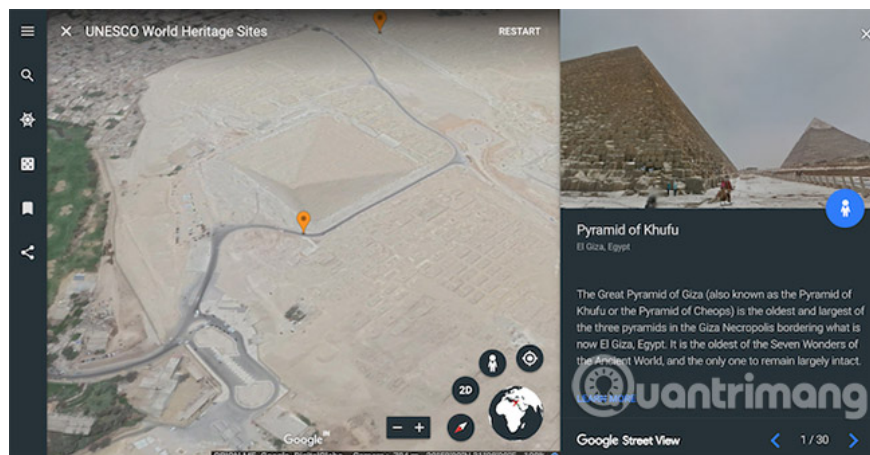 UNESCO World Heritage Sites
RESTART
Pyramid of Khufu
El Giza, Egypt
The Great Pyramid of Giza (also known as the Pyramid of
Khufu or the Pyramid of Cheops) is the oldest and largest of
the three pyramids in the Giza Necropolis bordering what is
now El Giza, Egypt. It is the oldest of the Seven Wonders of
the Ancient World, and the only one to remain largely intact.
LEARN MORE
uantrimang
2D
Google
Google Street View
1 / 30